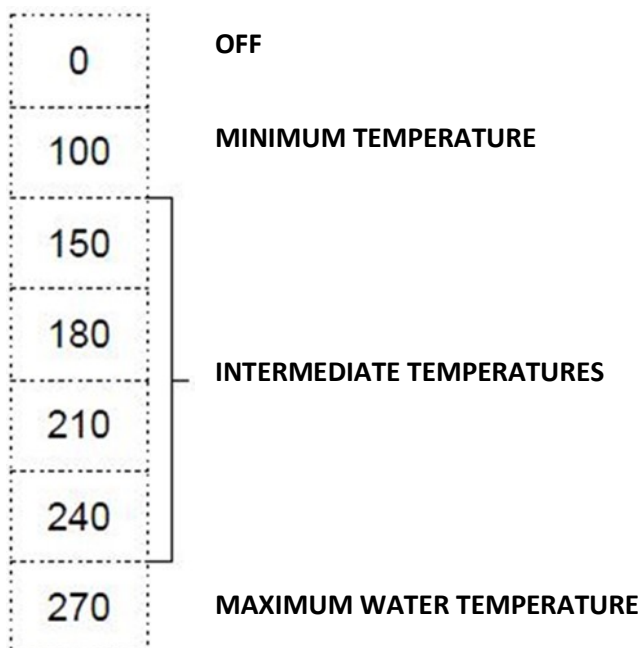 0 OFF
100 MINIMUM TEMPERATURE
150
180
210 INTERMEDIATE TEMPERATURES
240
270 MAXIMUM WATER TEMPERATURE